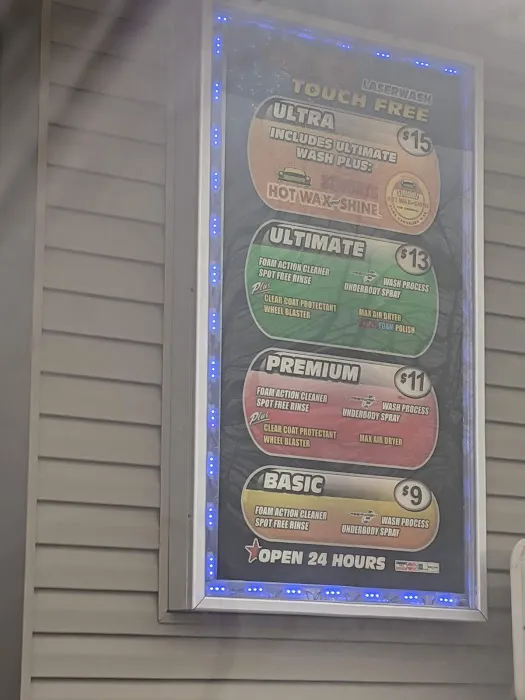 LASERWASH
TOUCH FREE
ULTRA
$15
INCLUDES ULTIMATE
WASH PLUS:
HOT WAX SHINE
ULTIMATE
$13
FOAM ACTION CLEANER
SPOT FREE RINSE
WASH PROCESS
UNDERBODY SPRAY
Plus
CLEAR COAT PROTECTANT
WHEEL BLASTER
MAX AIR DRYER
FOAM POLISH
PREMIUM
$11
FOAM ACTION CLEANER
SPOT FREE RINSE
WASH PROCESS
UNDERBODY SPRAY
Plus
CLEAR COAT PROTECTANT
WHEEL BLASTER
MAX AIR DRYER
BASIC
$9
FOAM ACTION CLEANER
SPOT FREE RINSE
WASH PROCESS
UNDERBODY SPRAY
OPEN 24 HOURS